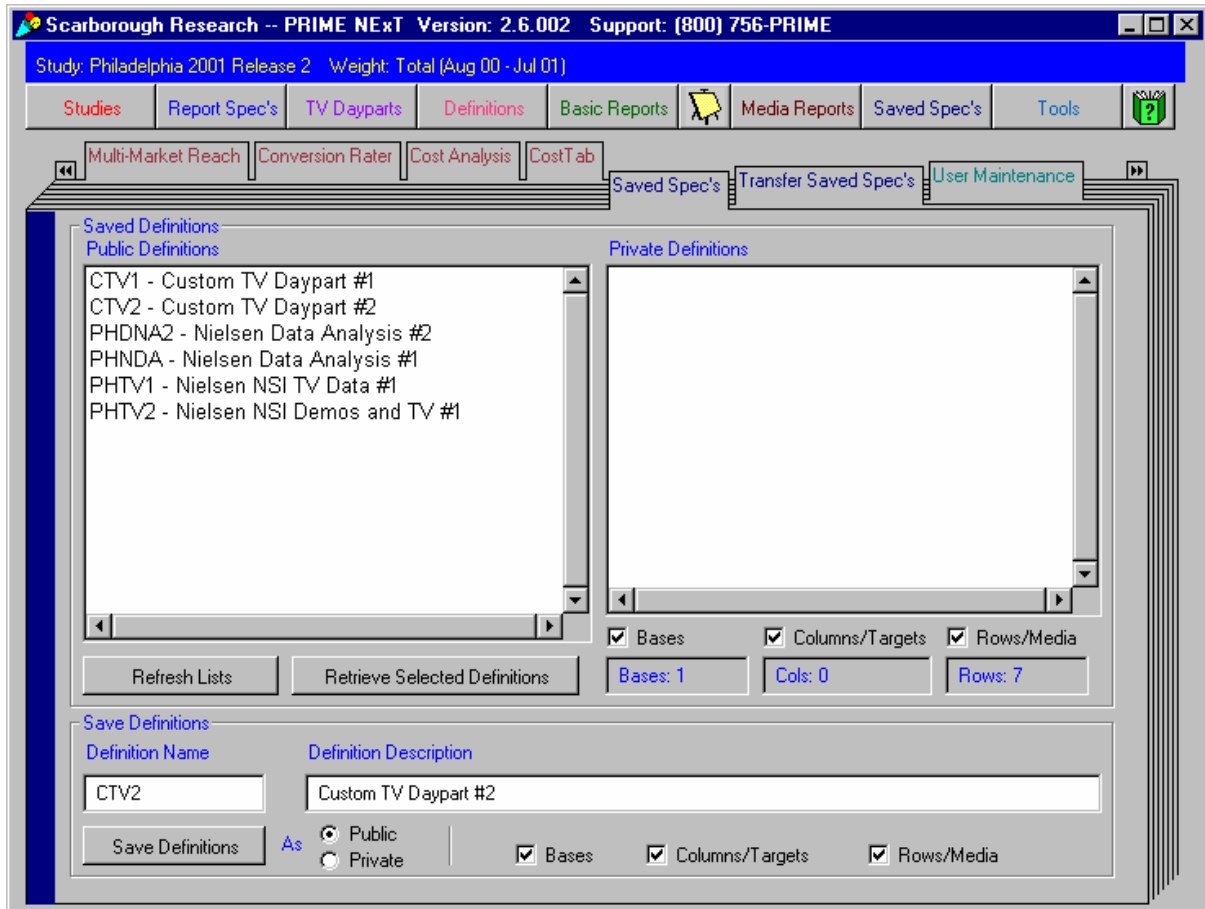 Scarborough Research -- PRIME NExT Version: 2.6.002 Support: (800) 756-PRIME
Study: Philadelphia 2001 Release 2 Weight: Total (Aug 00 - Jul 01)
Studies Report Spec's TV Dayparts Definitions Basic Reports Media Reports Saved Spec's Tools
Multi-Market Reach Conversion Rater Cost Analysis CostTab
Saved Spec's Transfer Saved Spec's User Maintenance
Saved Definitions
Public Definitions Private Definitions
CTV1 - Custom TV Daypart #1
CTV2 - Custom TV Daypart #2
PHDNA2 - Nielsen Data Analysis #2
PHNDA - Nielsen Data Analysis #1
PHTV1 - Nielsen NSI TV Data #1
PHTV2 - Nielsen NSI Demos and TV #1
Bases Columns/Targets Rows/Media
Refresh Lists Retrieve Selected Definitions Bases: 1 Cols: 0 Rows: 7
Save Definitions
Definition Name Definition Description
CTV2 Custom TV Daypart #2
Save Definitions As Public
Private Bases Columns/Targets Rows/Media